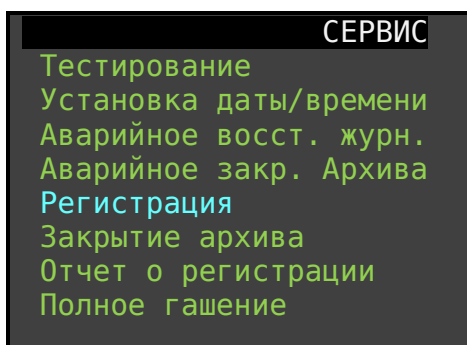 СЕРВИС
Тестирование
Установка даты/времени
Аварийное восст. журн.
Аварийное закр. Архива
Регистрация
Закрытие архива
Отчет о регистрации
Полное гашение